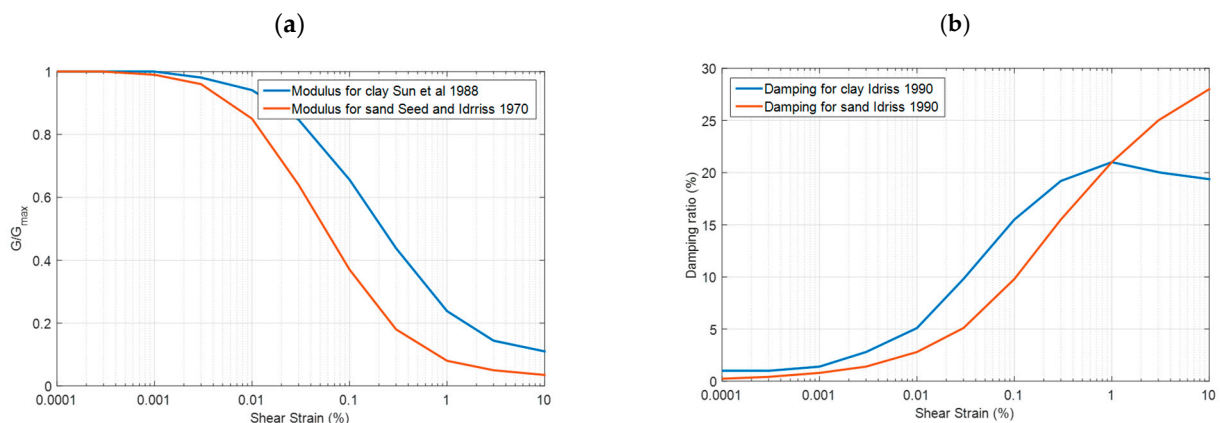 (a)
1
0.8
0.6
0.4
0.2
0
G/Gmax
Modulus for clay Sun et al 1988
Modulus for sand Seed and Idrriss 1970
0.0001 0.001 0.01 0.1 1 10
Shear Strain (%)
(b)
30
25
20
15
10
5
0
Damping ratio (%)
Damping for clay Idriss 1990
Damping for sand Idriss 1990
0.0001 0.001 0.01 0.1 1 10
Shear Strain (%)